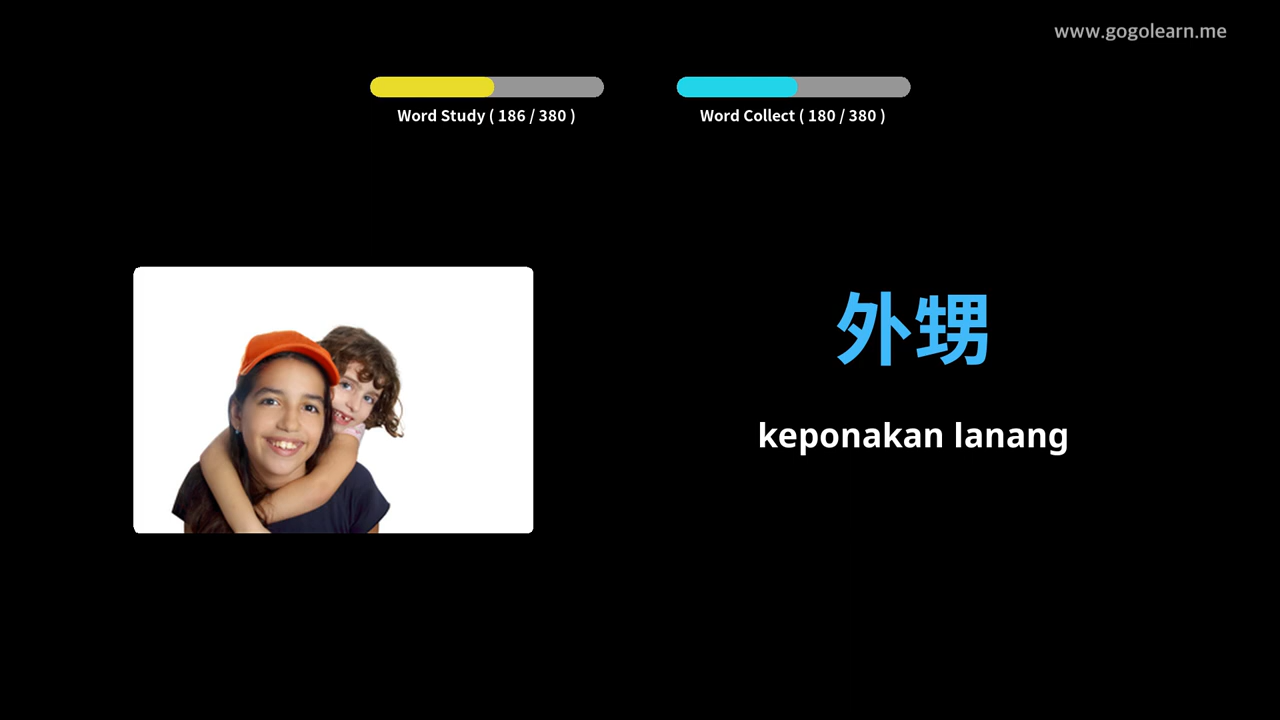 www.gogolearn.me
Word Study ( 186 / 380 )
Word Collect ( 180 / 380 )
外甥
keponakan lanang